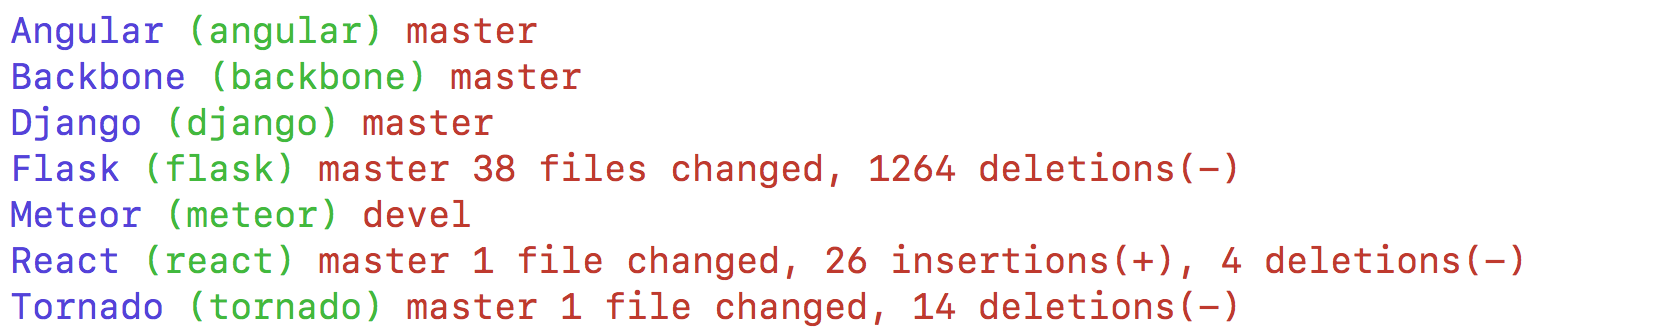 Angular (angular) master
Backbone (backbone) master
Django (django) master
Flask (flask) master 38 files changed, 1264 deletions(-)
Meteor (meteor) devel
React (react) master 1 file changed, 26 insertions(+), 4 deletions(-)
Tornado (tornado) master 1 file changed, 14 deletions(-)